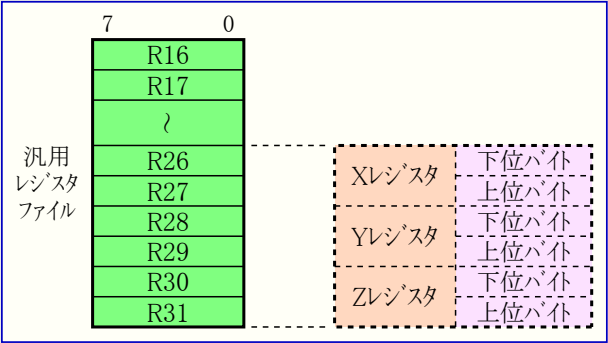 7 0
R16
R17
~
R26
R27
R28
R29
R30
R31
汎用
レジスタ
ファイル
Xレジスタ
下位バイト
上位バイト
Yレジスタ
下位バイト
上位バイト
Zレジスタ
下位バイト
上位バイト